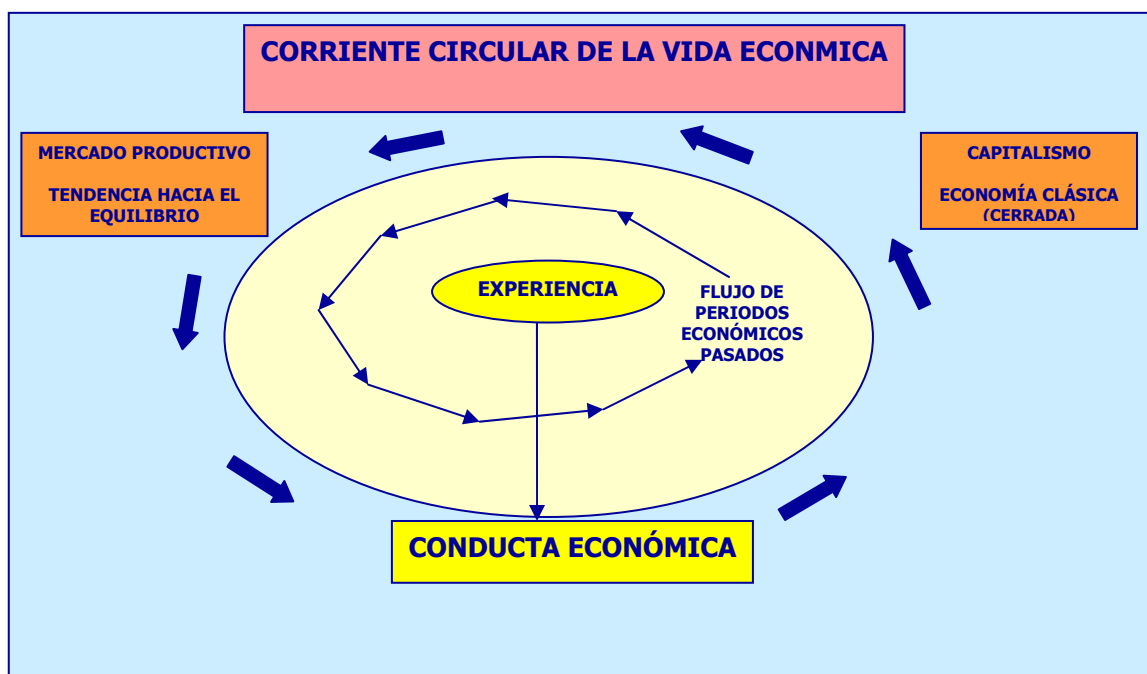 CORRIENTE CIRCULAR DE LA VIDA ECONMICA
MERCADO PRODUCTIVO
TENDENCIA HACIA EL
EQUILIBRIO
CAPITALISMO
ECONOMÍA CLÁSICA
(CERRADA)
EXPERIENCIA
FLUJO DE
PERIODOS
ECONÓMICOS
PASADOS
CONDUCTA ECONÓMICA